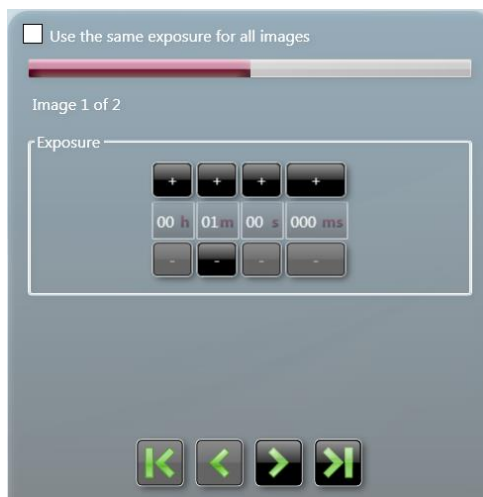 Use the same exposure for all images
Image 1 of 2
Exposure
+ + + +
00 h 01 m 00 s 000 ms
- - - -